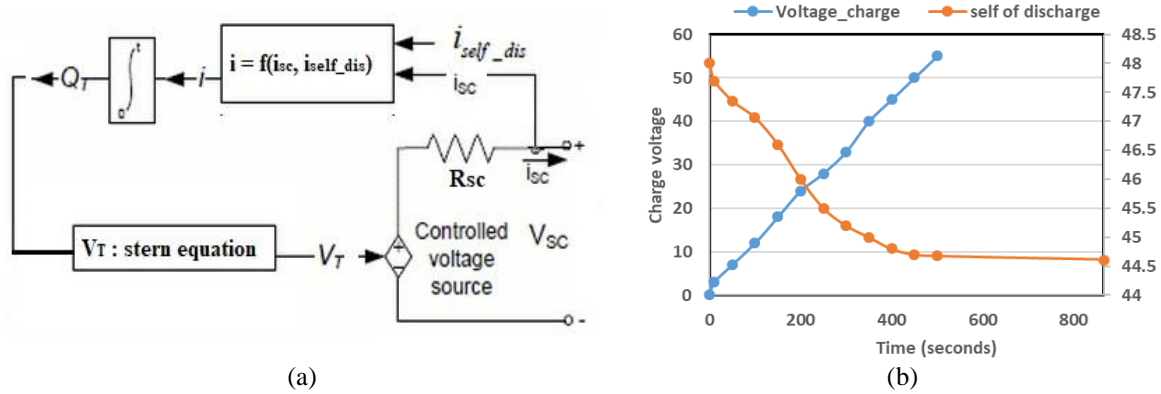 i_self_dis
i = f(isc, iself_dis)
isc
i
QT
t
0
+
isc
Rsc
VSC
Controlled
voltage
source
VT : stern equation
VT
+
-
-
(a)
Voltage_charge
self of discharge
60
50
40
30
20
10
0
Charge voltage
48.5
48
47.5
47
46.5
46
45.5
45
44.5
44
0
200
400
600
800
Time (seconds)
(b)